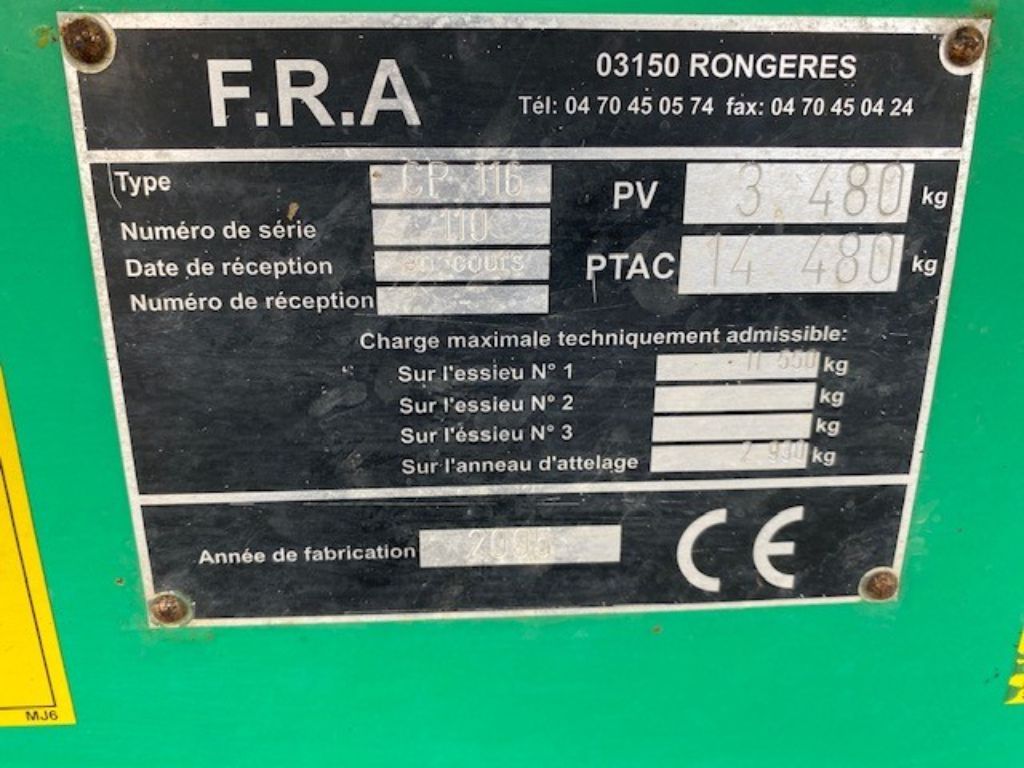 F.R.A
03150 RONGERES
Tél: 04 70 45 05 74 fax: 04 70 45 04 24
Type CP 116
PV 3 480 kg
Numéro de série 110
PTAC 14 480 kg
Date de réception en cours
Numéro de réception -
Charge maximale techniquement admissible:
Sur l'essieu N° 1 11 550 kg
Sur l'essieu N° 2 kg
Sur l'éssieu N° 3 kg
Sur l'anneau d'attelage 2 930 kg
Année de fabrication 2005
CE
MJ6